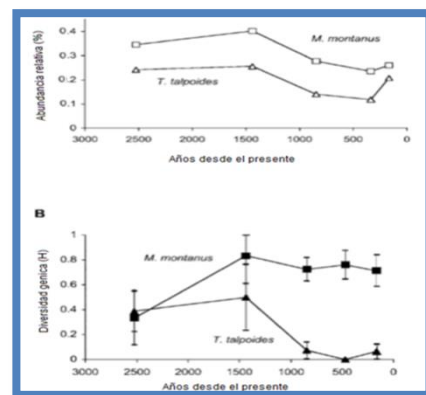 0.4
M. montanus
0.3
0.2
T. talpoides
0.1
0
3000 2500 2000 1500 1000 500 0
Abundancia relativa (%)
Años desde el presente
B
1
0.8
M. montanus
0.6
0.4
0.2
T. talpoides
0
3000 2500 2000 1500 1000 500 0
Diversidad genica (H)
Años desde el presente